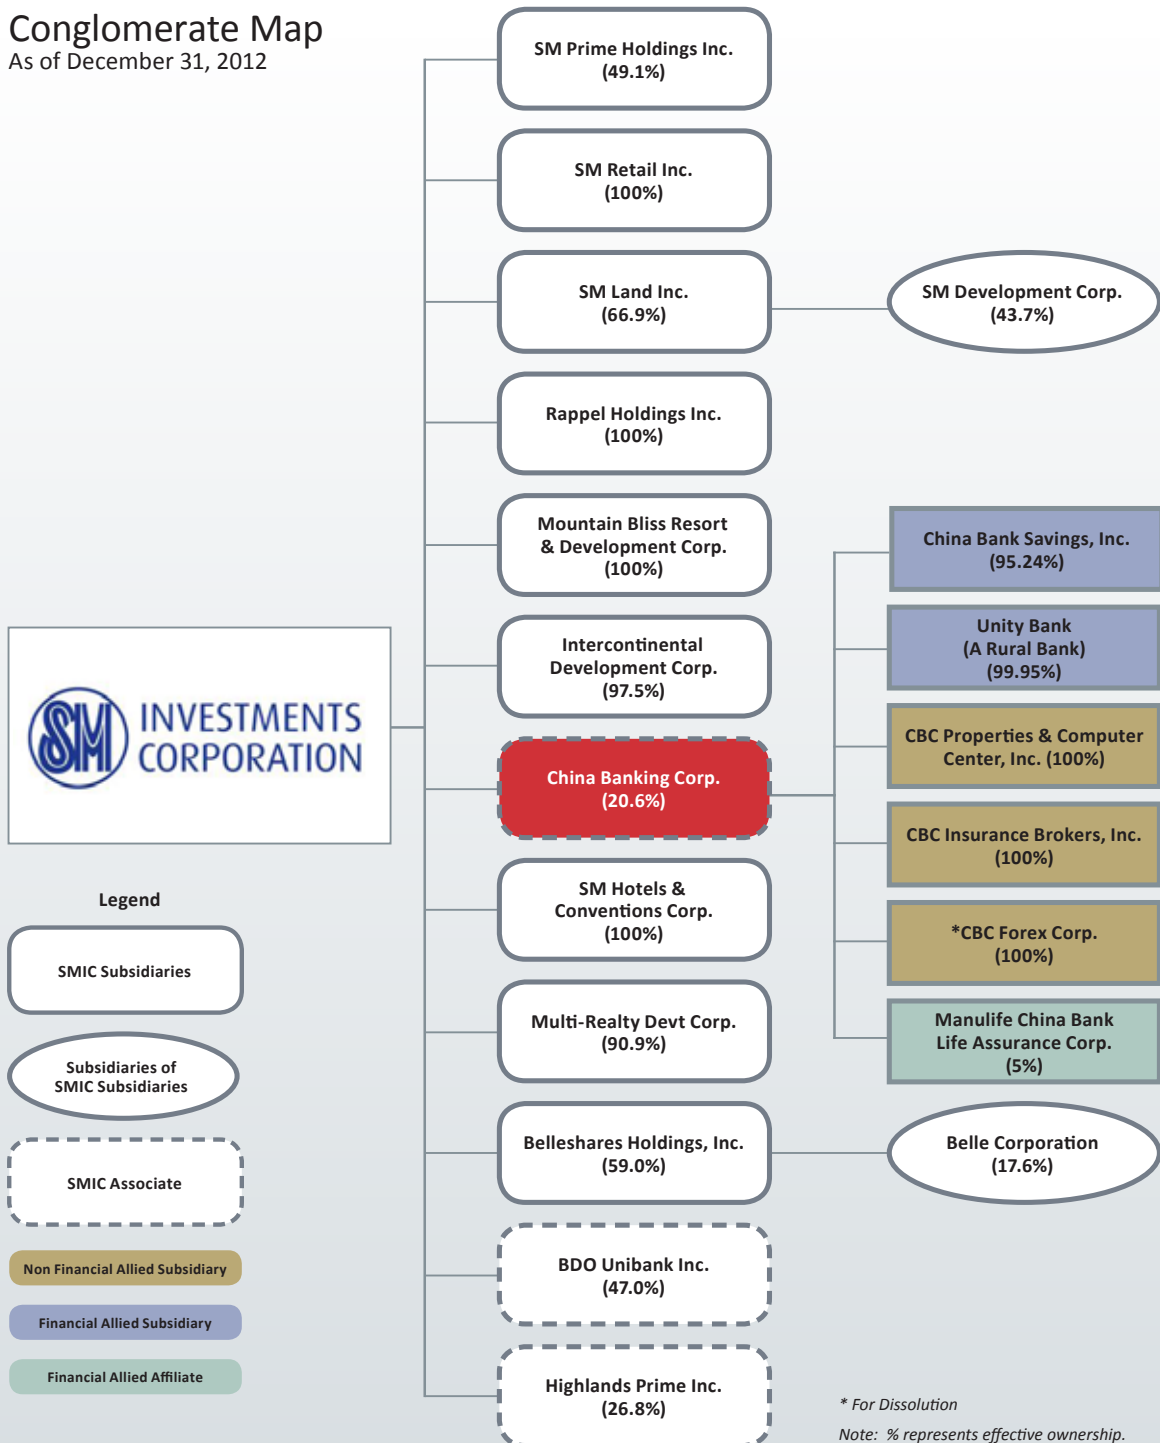 Conglomerate Map
As of December 31, 2012
SM Prime Holdings Inc.
(49.1%)
SM Retail Inc.
(100%)
SM Land Inc.
(66.9%)
SM Development Corp.
(43.7%)
Rappel Holdings Inc.
(100%)
Mountain Bliss Resort
& Development Corp.
(100%)
Intercontinental
Development Corp.
(97.5%)
China Banking Corp.
(20.6%)
SM Hotels &
Conventions Corp.
(100%)
Multi-Realty Devt Corp.
(90.9%)
Belleshares Holdings, Inc.
(59.0%)
BDO Unibank Inc.
(47.0%)
Highlands Prime Inc.
(26.8%)
China Bank Savings, Inc.
(95.24%)
Unity Bank
(A Rural Bank)
(99.95%)
CBC Properties & Computer
Center, Inc. (100%)
CBC Insurance Brokers, Inc.
(100%)
*CBC Forex Corp.
(100%)
Manulife China Bank
Life Assurance Corp.
(5%)
Belle Corporation
(17.6%)
SM INVESTMENTS
CORPORATION
Legend
SMIC Subsidiaries
Subsidiaries of
SMIC Subsidiaries
SMIC Associate
Non Financial Allied Subsidiary
Financial Allied Subsidiary
Financial Allied Affiliate
* For Dissolution
Note: % represents effective ownership.